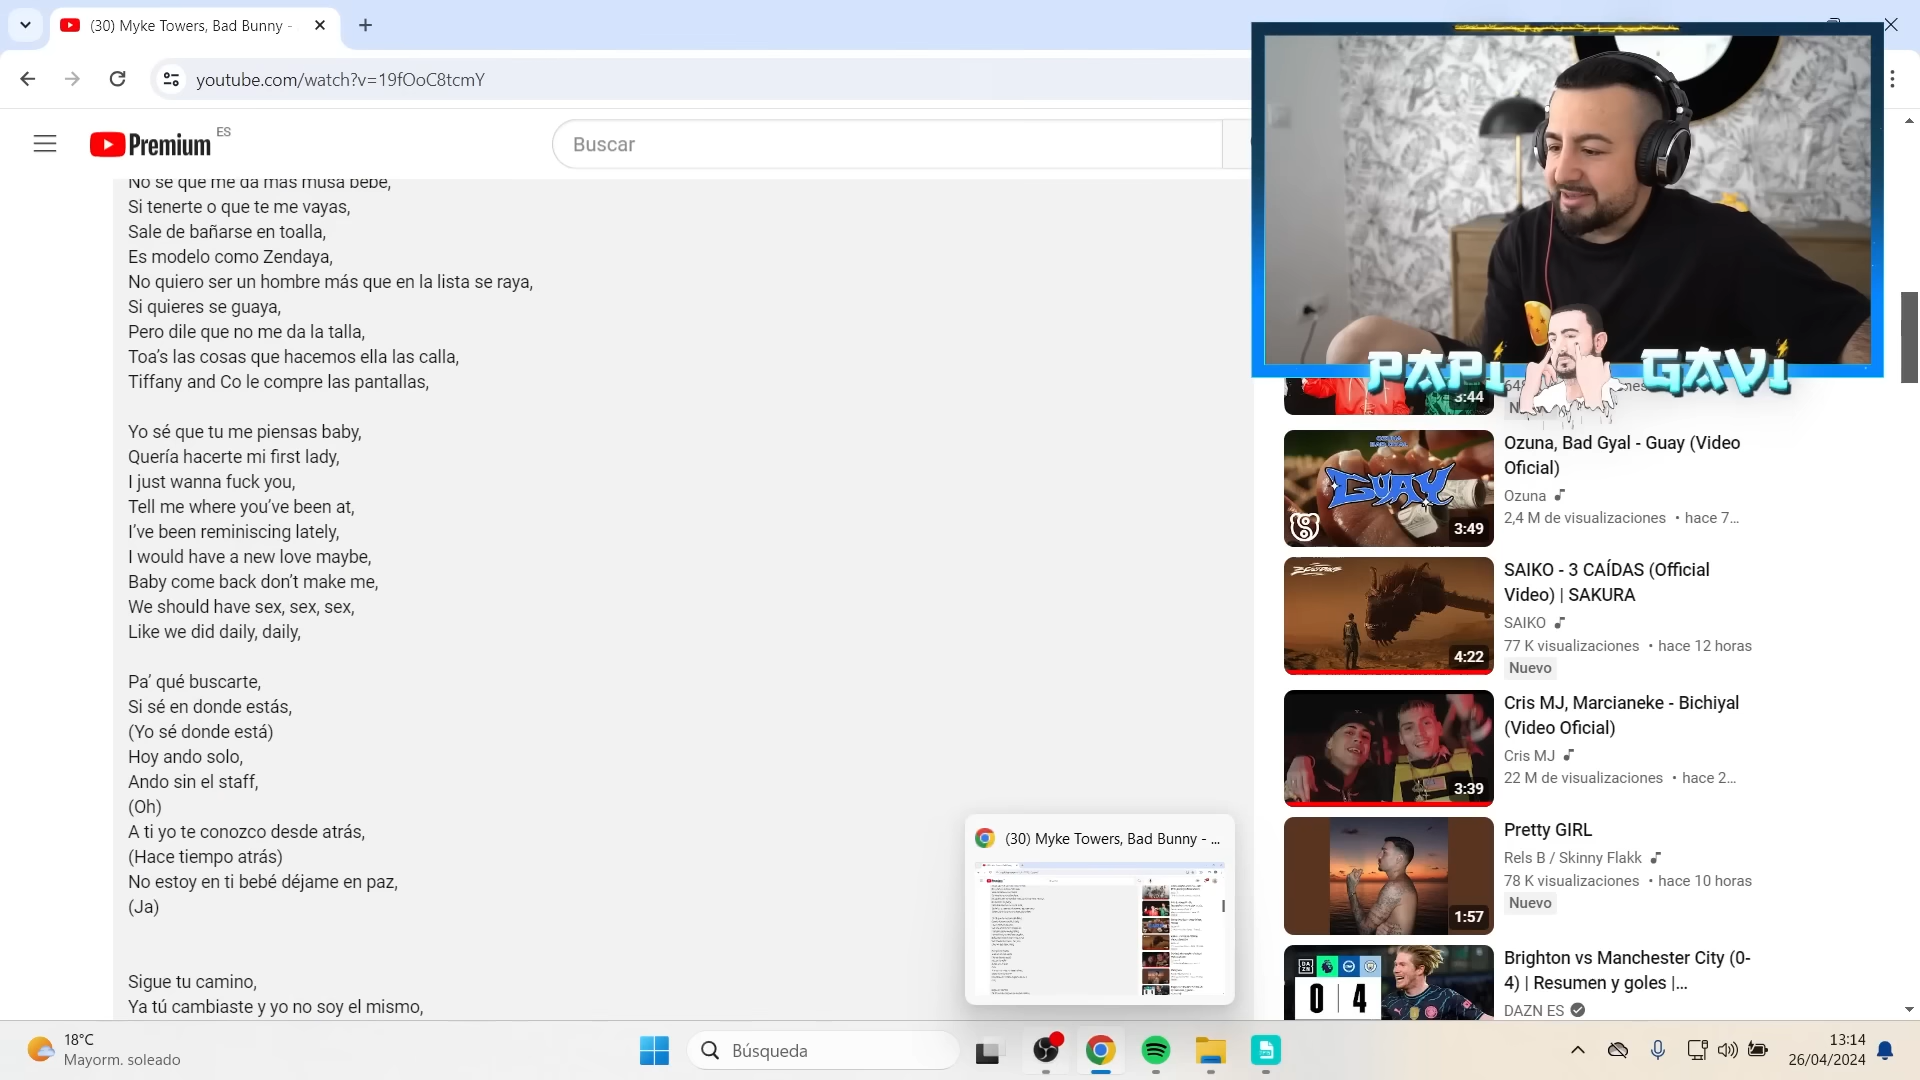 (30) Myke Towers, Bad Bunny -
youtube.com/watch?v=19fOoC8tcmY
Premium
ES
Buscar
No sé que me da más musa bebé,
Si tenerte o que te me vayas,
Sale de bañarse en toalla,
Es modelo como Zendaya,
No quiero ser un hombre más que en la lista se raya,
Si quieres se guaya,
Pero dile que no me da la talla,
Toa’s las cosas que hacemos ella las calla,
Tiffany and Co le compre las pantallas,
Yo sé que tu me piensas baby,
Quería hacerte mi first lady,
I just wanna fuck you,
Tell me where you’ve been at,
I’ve been reminiscing lately,
I would have a new love maybe,
Baby come back don’t make me,
We should have sex, sex, sex,
Like we did daily, daily,
Pa’ qué buscarte,
Si sé en donde estás,
(Yo sé donde está)
Hoy ando solo,
Ando sin el staff,
(Oh)
A ti yo te conozco desde atrás,
(Hace tiempo atrás)
No estoy en ti bebé déjame en paz,
(Ja)
Sigue tu camino,
Ya tú cambiaste y yo no soy el mismo,
PAPi GAVi
3:44
GUAY
3:49
Ozuna, Bad Gyal - Guay (Video
Oficial)
Ozuna
2,4 M de visualizaciones • hace 7...
4:22
SAIKO - 3 CAÍDAS (Official
Video) | SAKURA
SAIKO
77 K visualizaciones • hace 12 horas
Nuevo
3:39
Cris MJ, Marcianeke - Bichiyal
(Video Oficial)
Cris MJ
22 M de visualizaciones • hace 2...
1:57
Pretty GIRL
Rels B / Skinny Flakk
78 K visualizaciones • hace 10 horas
Nuevo
DAZN
0 4
Brighton vs Manchester City (0-
4) | Resumen y goles |...
DAZN ES
(30) Myke Towers, Bad Bunny - ...
18°C
Mayorm. soleado
Búsqueda
13:14
26/04/2024